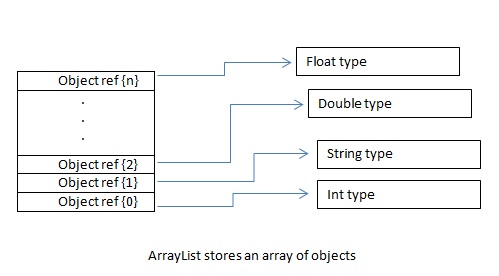 Float type
Object ref {n}
Double type
String type
Object ref {2}
Object ref {1}
Int type
Object ref {0}
ArrayList stores an array of objects